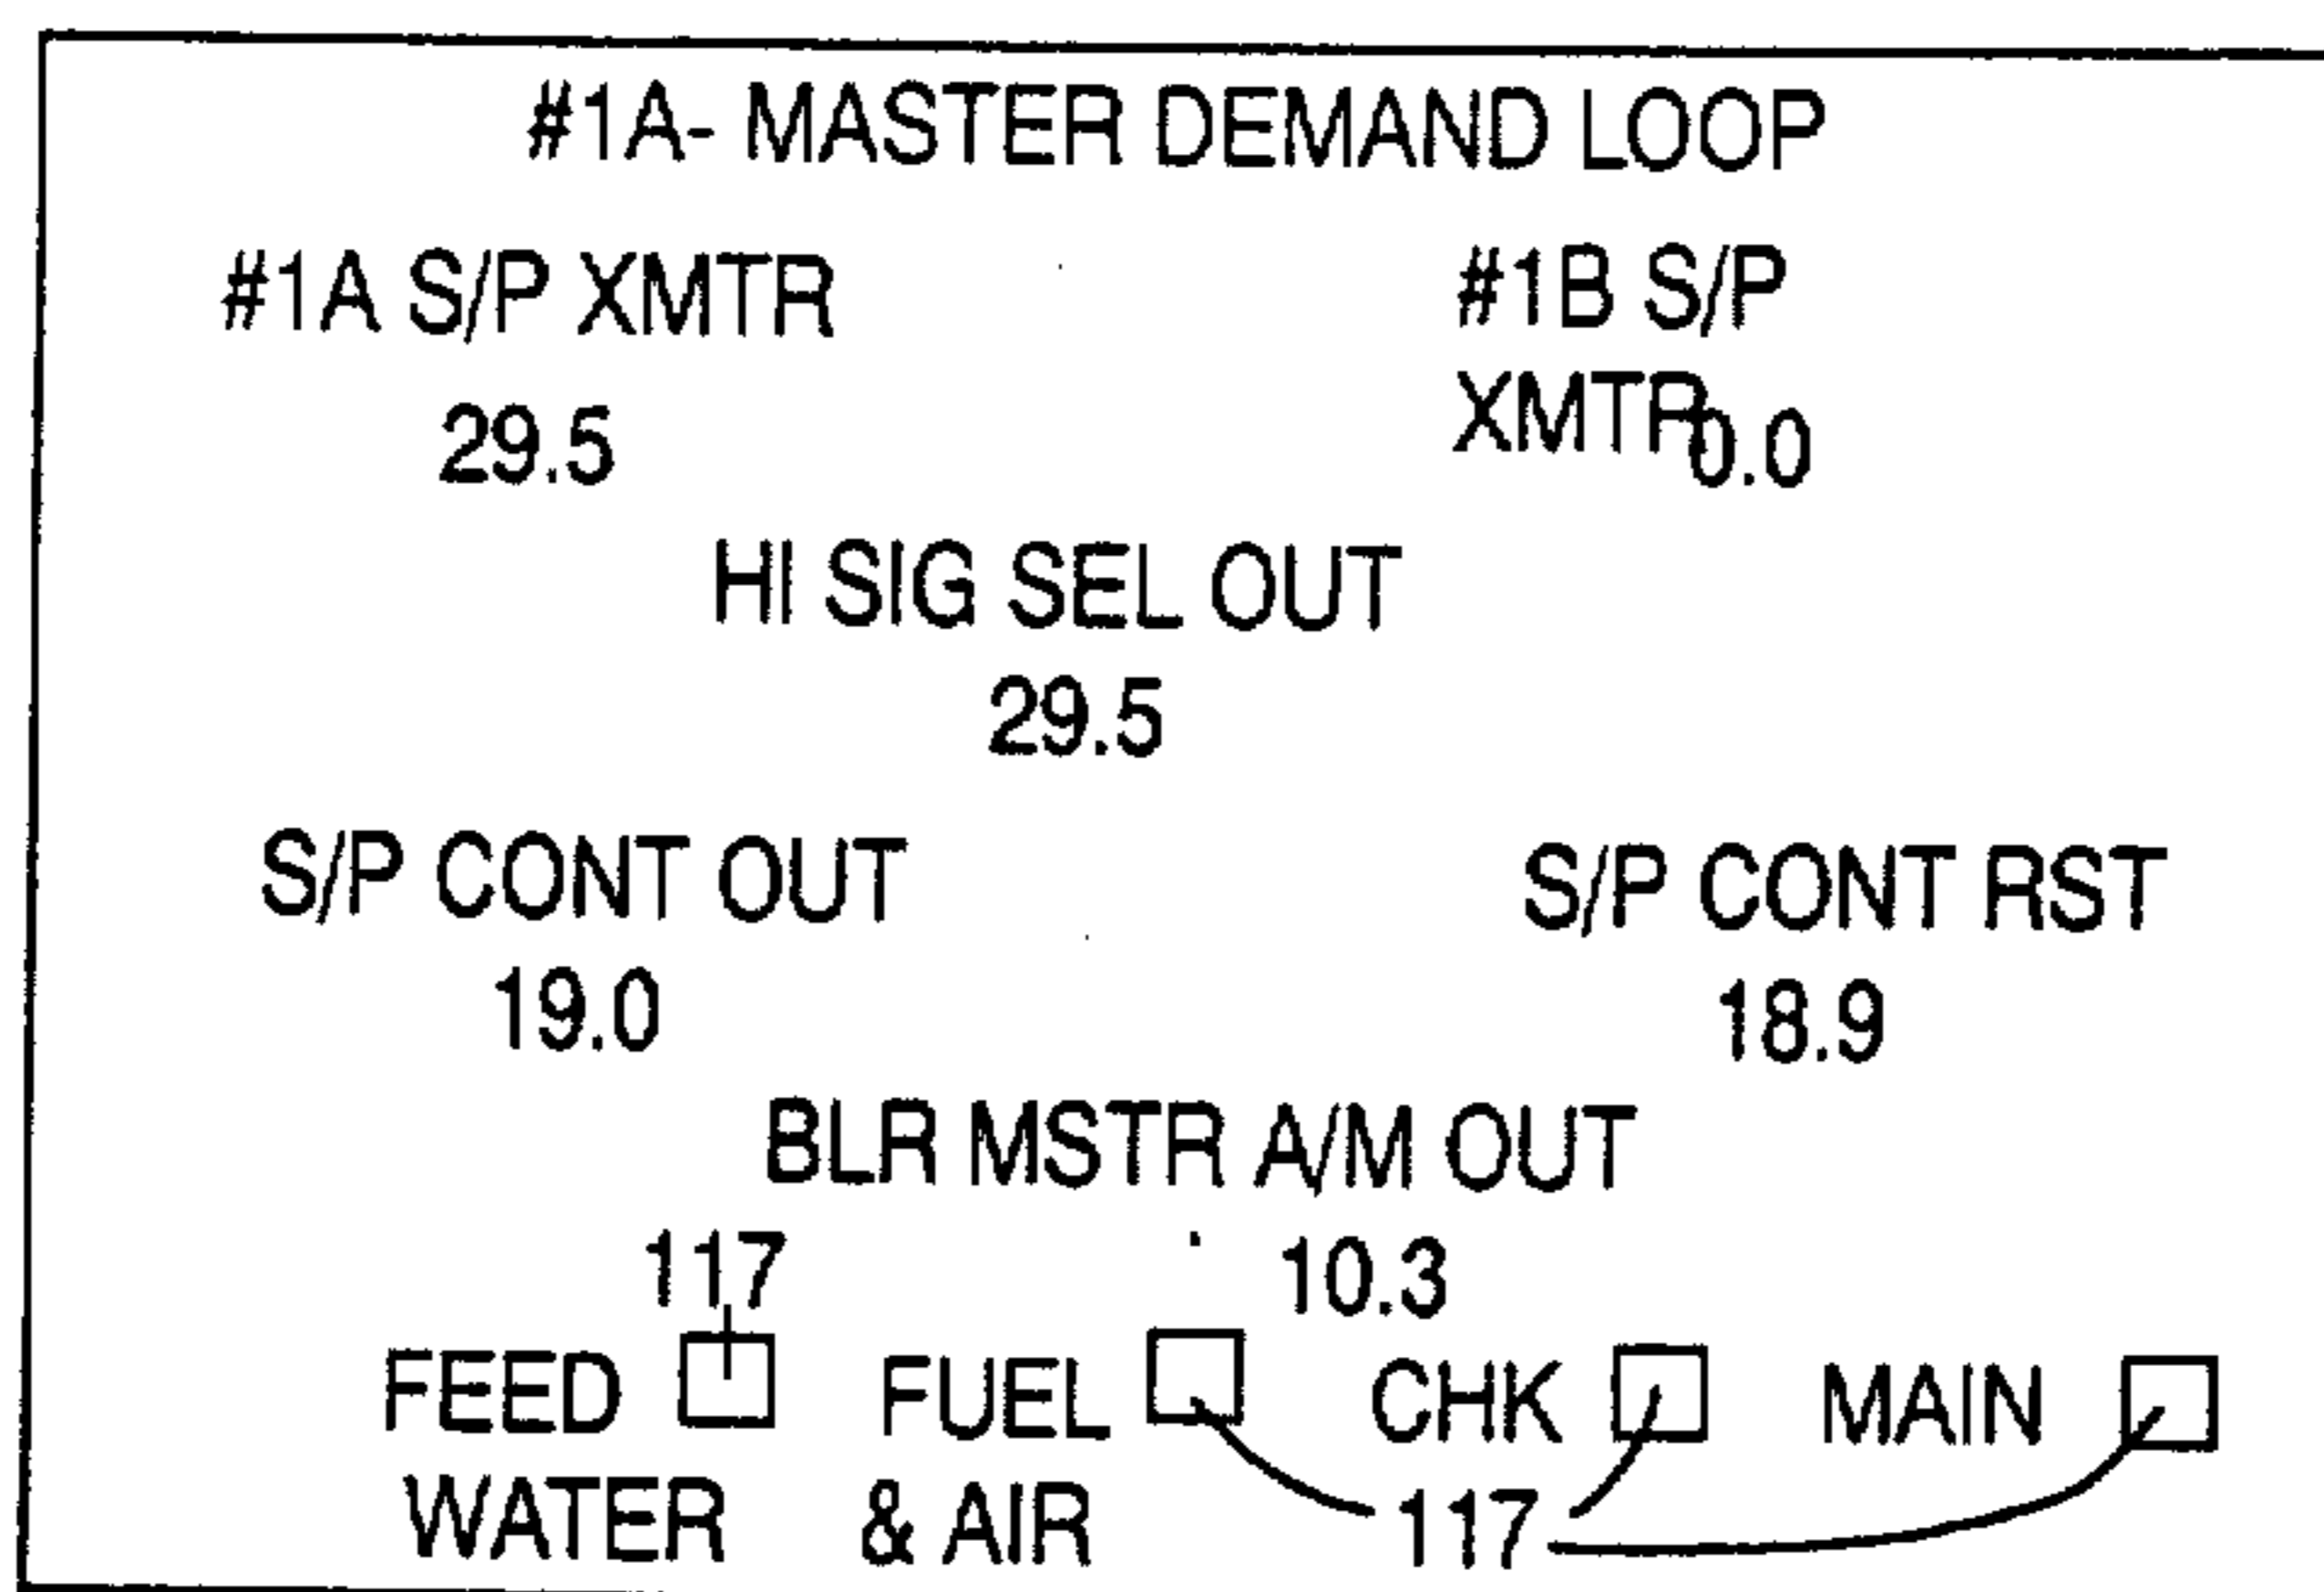 #1A- MASTER DEMAND LOOP
#1A S/P XMTR #1B S/P
XMTR
29.5 0.0
HI SIG SEL OUT
29.5
S/P CONT OUT S/P CONT RST
19.0 18.9
BLR MSTR A/M OUT
117 10.3
FEED FUEL CHK MAIN
WATER & AIR 117